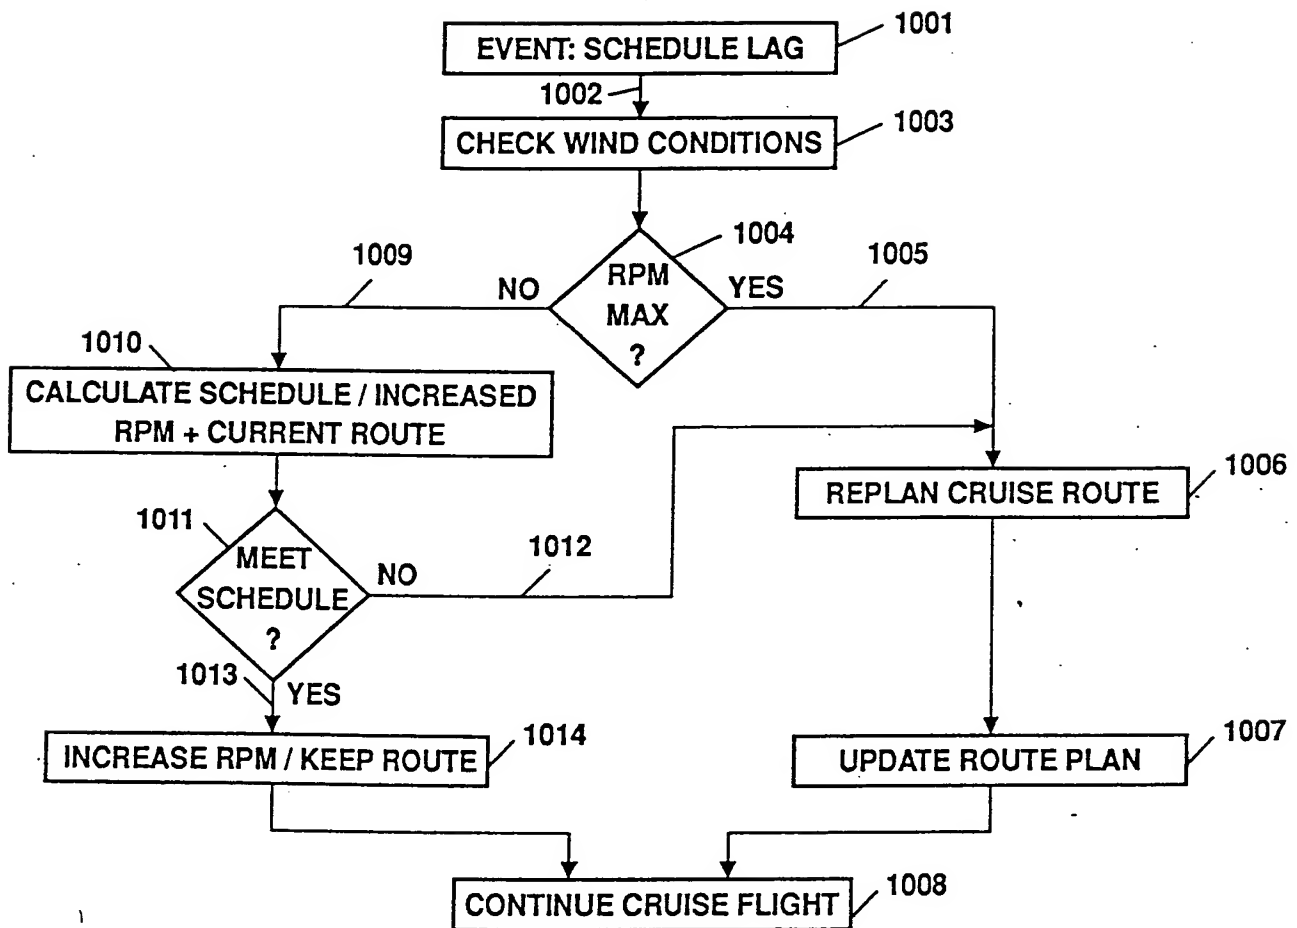 EVENT: SCHEDULE LAG
1001
1002
CHECK WIND CONDITIONS
1003
1004
RPM
MAX
?
NO
YES
1009
1005
1010
CALCULATE SCHEDULE / INCREASED
RPM + CURRENT ROUTE
REPLAN CRUISE ROUTE
1006
1011
MEET
SCHEDULE
?
NO
1012
1013
YES
INCREASE RPM / KEEP ROUTE
1014
UPDATE ROUTE PLAN
1007
CONTINUE CRUISE FLIGHT
1008